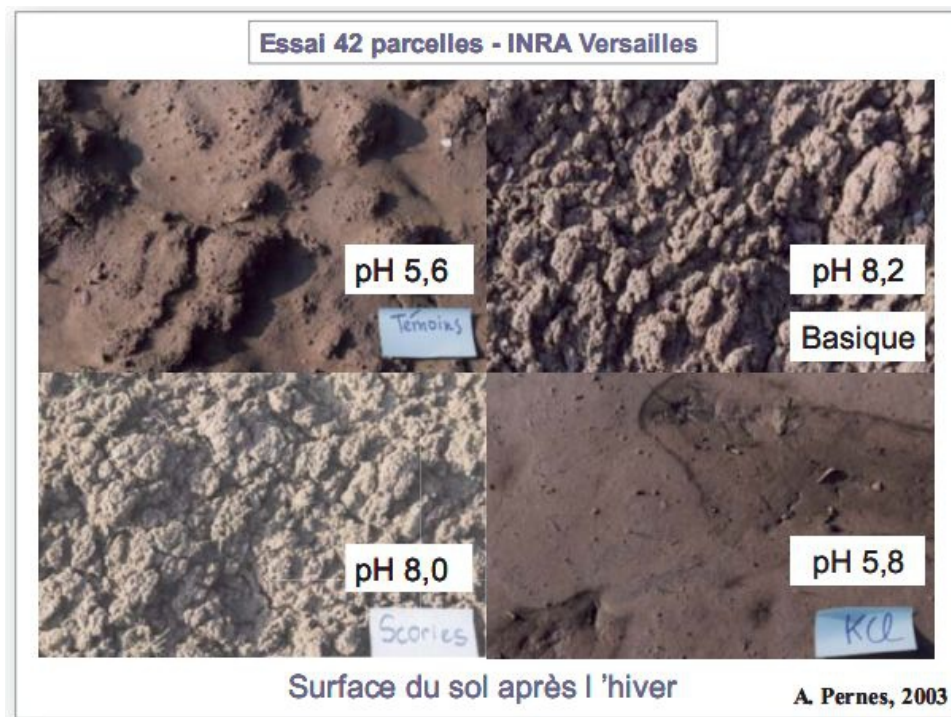 Essai 42 parcelles - INRA Versailles
pH 5,6
Témoins
pH 8,2
Basique
pH 8,0
Scories
pH 5,8
KCl
Surface du sol après l 'hiver
A. Pernes, 2003